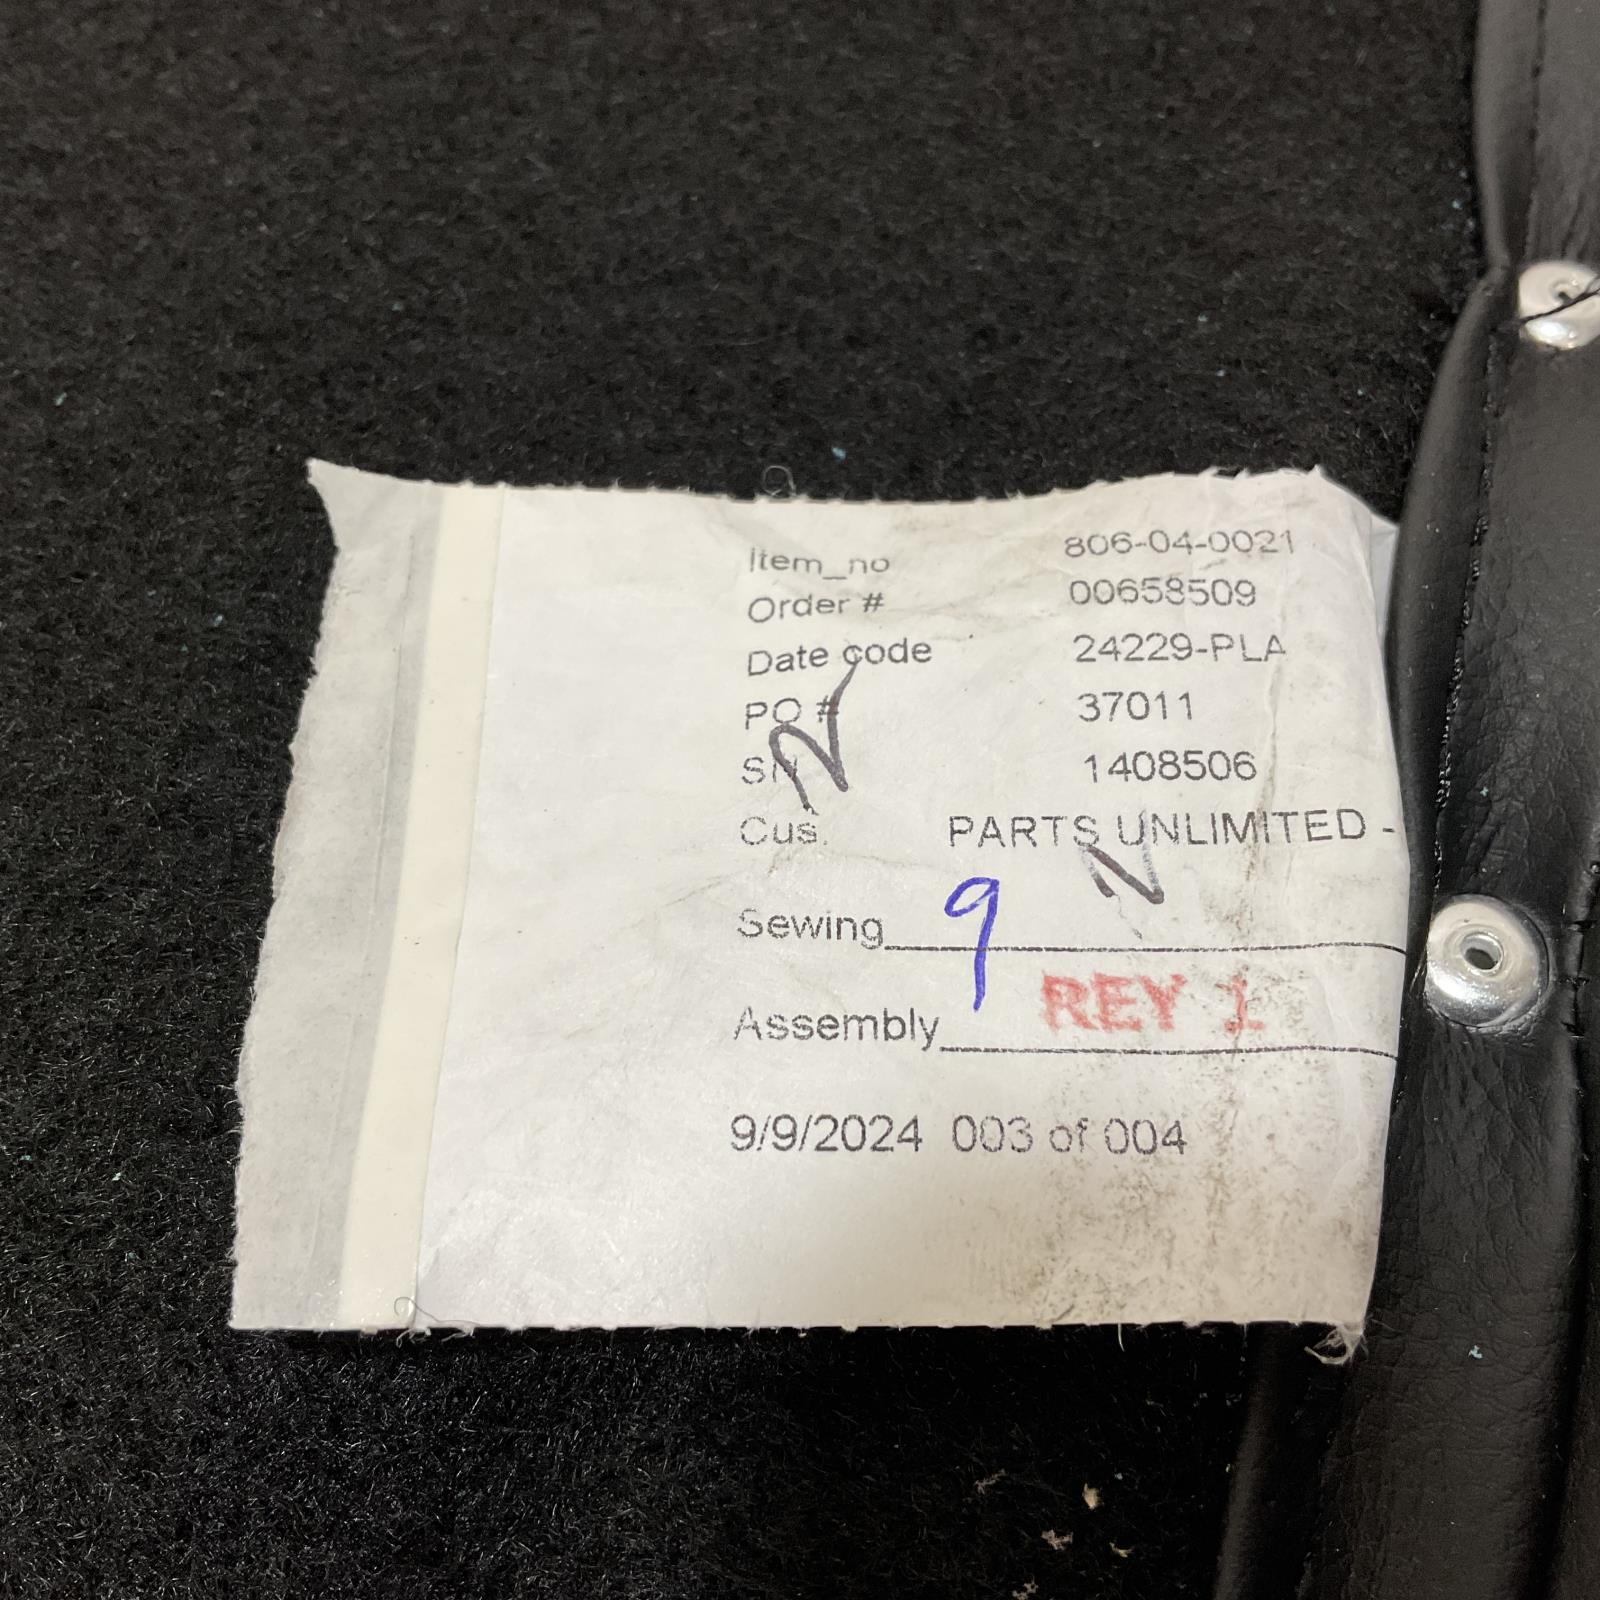 Item_no 806-04-0021
Order # 00658509
Date code 24229-PLA
PO # 37011
SN 1408506
Cus. PARTS UNLIMITED -
N
N
Sewing 9
Assembly REY 1
9/9/2024 003 of 004